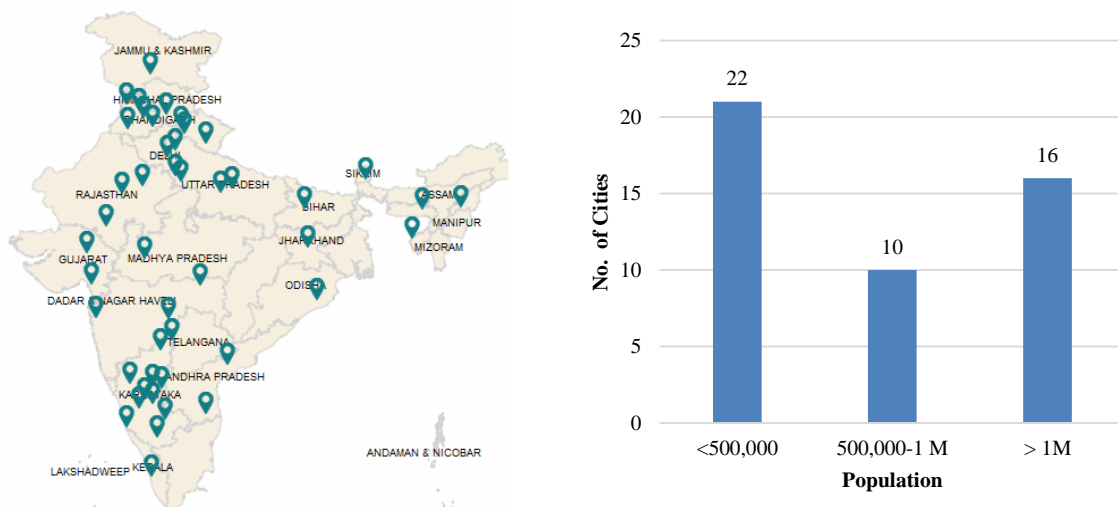 JAMMU & KASHMIR
HIMACHAL PRADESH
CHANDIGARH
DELHI
RAJASTHAN
UTTAR PRADESH
SIKKIM
ASSAM
BIHAR
MANIPUR
JHARKHAND
MIZORAM
GUJARAT
MADHYA PRADESH
ODISHA
DADAR & NAGAR HAVELI
TELANGANA
ANDHRA PRADESH
KARNATAKA
ANDAMAN & NICOBAR
LAKSHADWEEP
KERALA
25
20
15
10
5
0
No. of Cities
22
10
16
<500,000
500,000-1 M
> 1M
Population